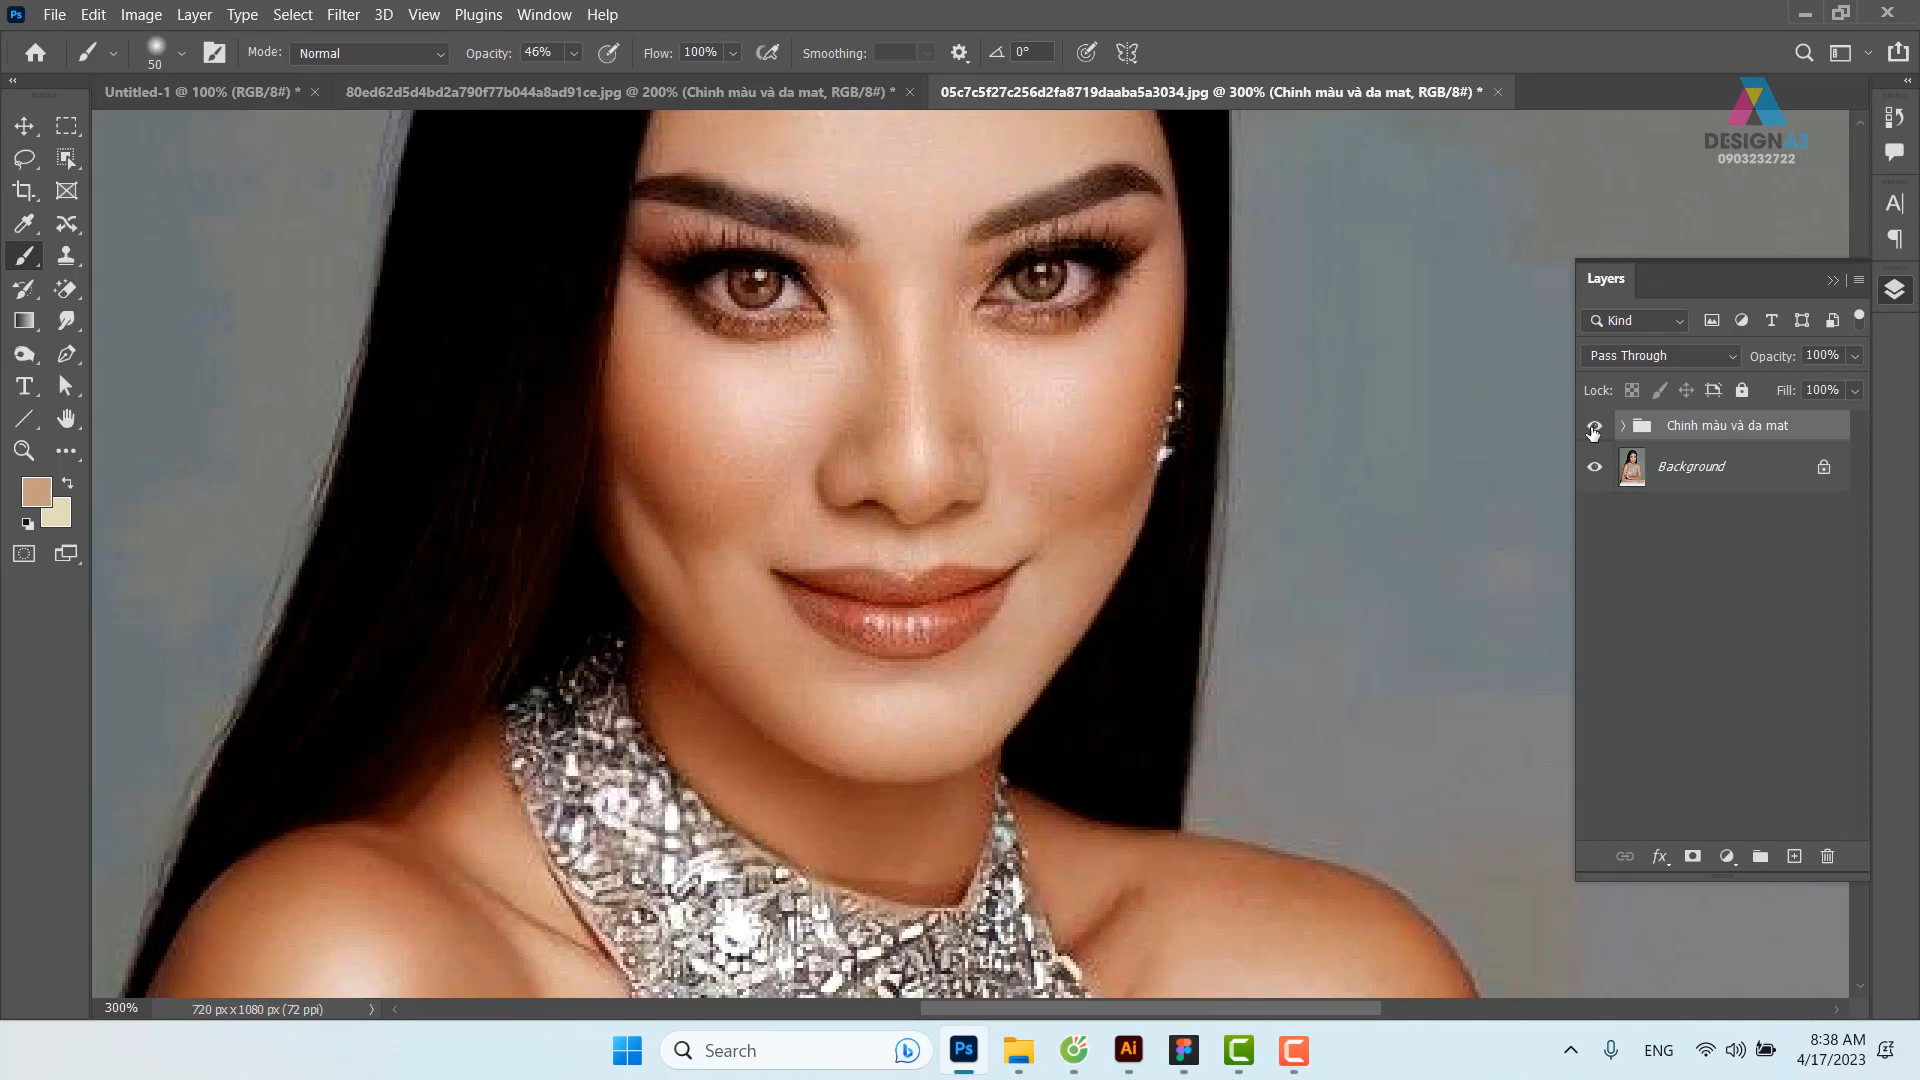 Ps File Edit Image Layer Type Select Filter 3D View Plugins Window Help
50 Mode: Normal Opacity: 46% Flow: 100% Smoothing: 0°
Untitled-1 @ 100% (RGB/8#) * 80ed62d5d4bd2a790f77b044a8ad91ce.jpg @ 200% (Chinh màu và da mat, RGB/8#) * 05c7c5f27c256d2fa8719daaba5a3034.jpg @ 300% (Chinh màu và da mat, RGB/8#) *
DESIGN AZ
0903232722
Layers
Kind
Pass Through Opacity: 100%
Lock: Fill: 100%
Chinh màu và da mat
Background
fx
300% 720 px x 1080 px (72 ppi)
Search Ps Ai ENG 8:38 AM
4/17/2023